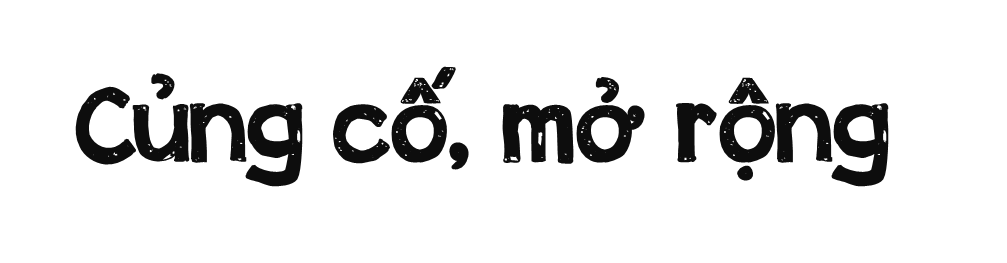 Củng cố, mở rộng